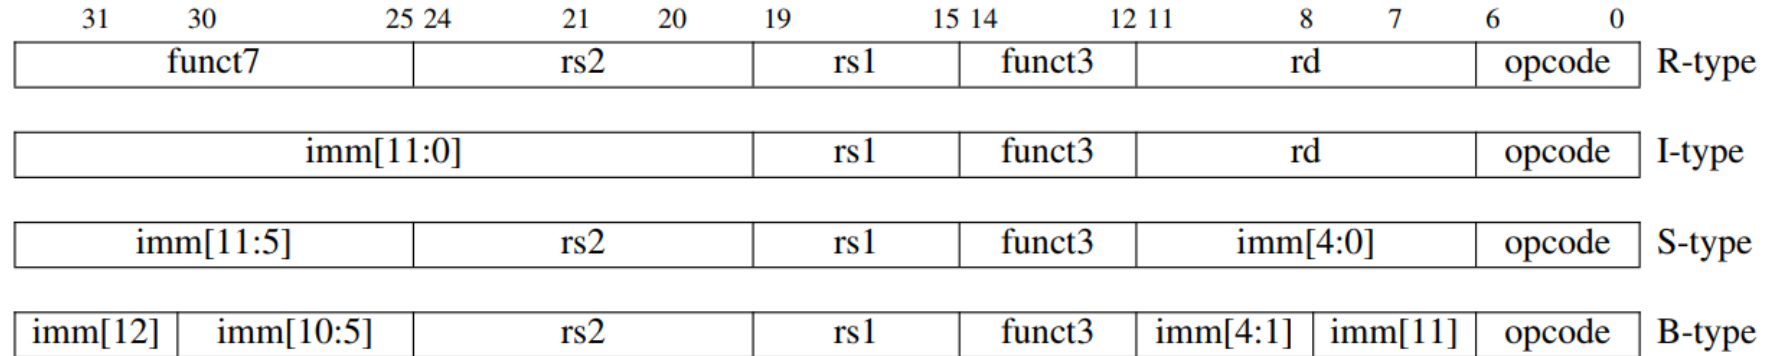 31 30 25 24 21 20 19 15 14 12 11 8 7 6 0
funct7 rs2 rs1 funct3 rd opcode R-type
imm[11:0] rs1 funct3 rd opcode I-type
imm[11:5] rs2 rs1 funct3 imm[4:0] opcode S-type
imm[12] imm[10:5] rs2 rs1 funct3 imm[4:1] imm[11] opcode B-type